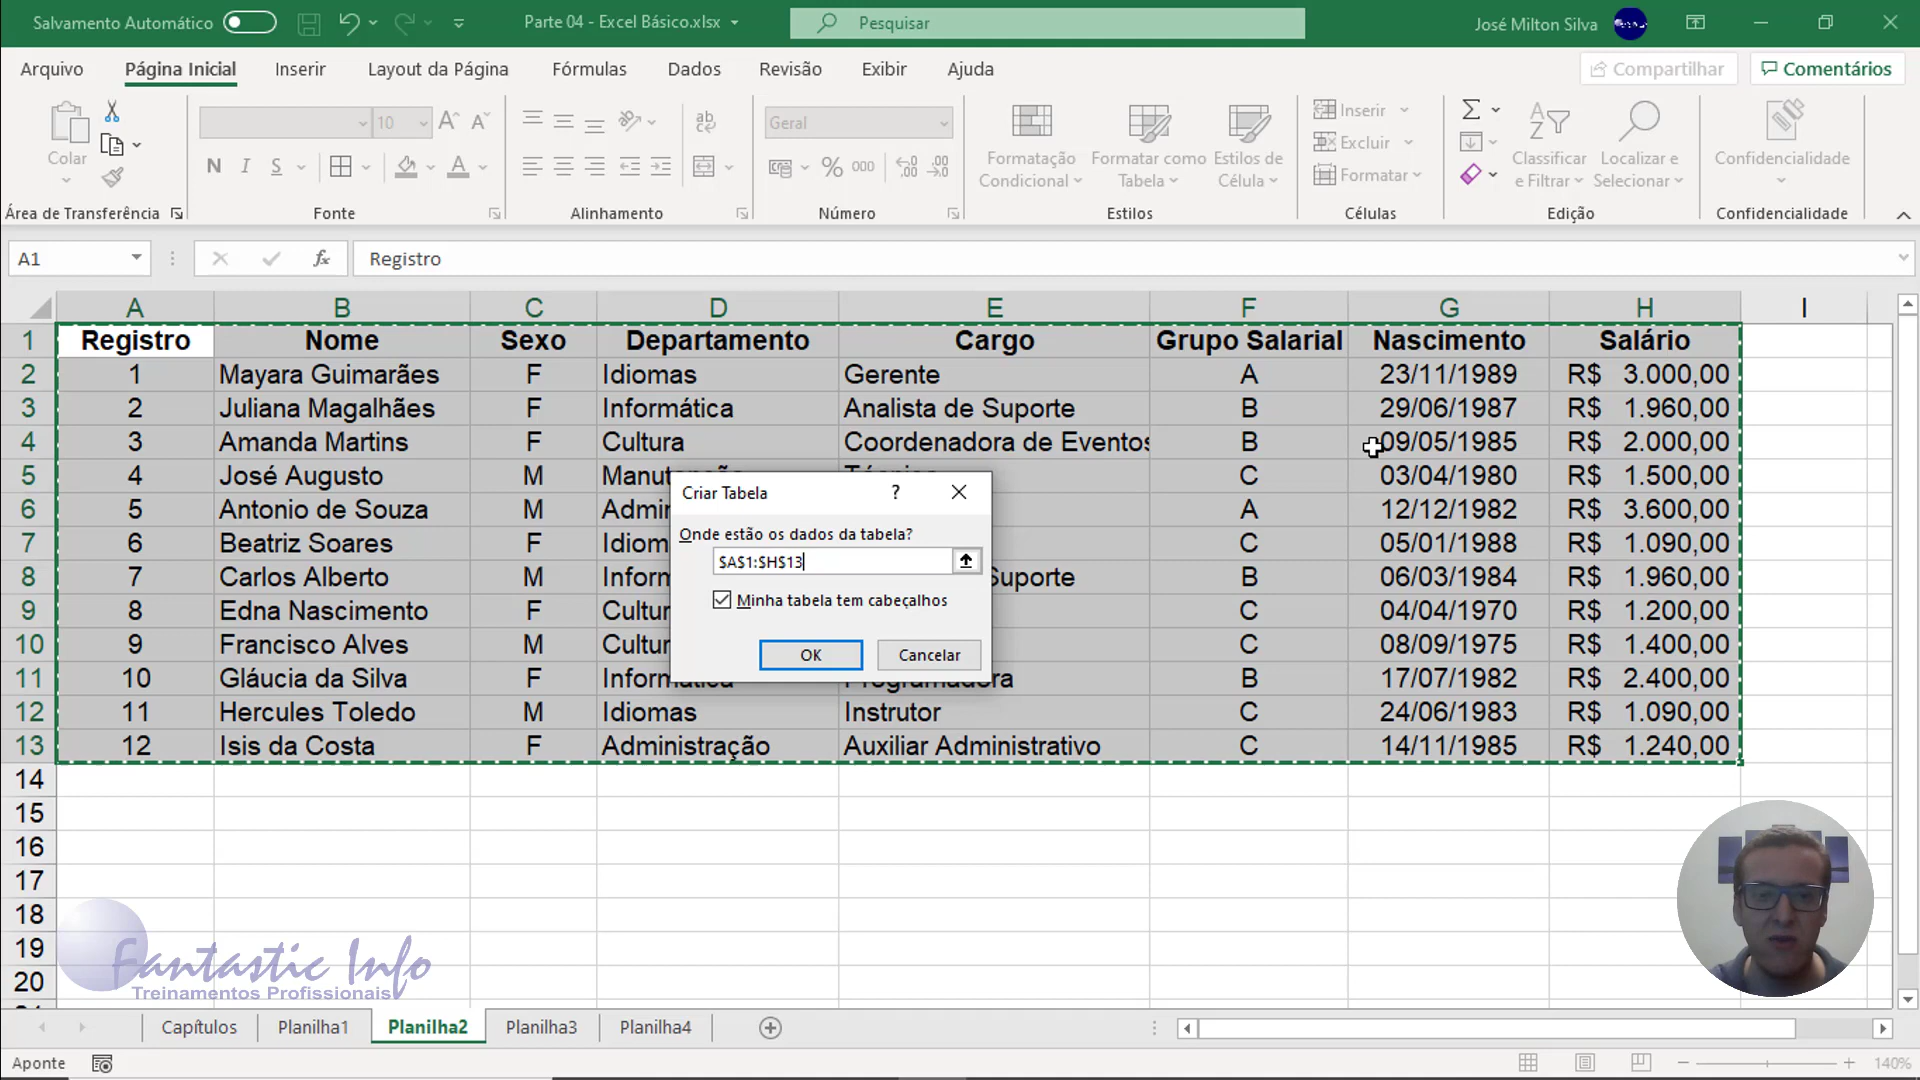 Salvamento Automático
Parte 04 - Excel Básico.xlsx
Pesquisar
José Milton Silva
Arquivo Página Inicial Inserir Layout da Página Fórmulas Dados Revisão Exibir Ajuda
Compartilhar Comentários
Colar
10
Geral
N I S
% 000
Formatação Condicional
Formatar como Tabela
Estilos de Célula
Inserir
Excluir
Formatar
Classificar e Filtrar
Localizar e Selecionar
Confidencialidade
Área de Transferência Fonte Alinhamento Número Estilos Células Edição Confidencialidade
A1 fx Registro
A B C D E F G H I
1 Registro Nome Sexo Departamento Cargo Grupo Salarial Nascimento Salário
2 1 Mayara Guimarães F Idiomas Gerente A 23/11/1989 R$ 3.000,00
3 2 Juliana Magalhães F Informática Analista de Suporte B 29/06/1987 R$ 1.960,00
4 3 Amanda Martins F Cultura Coordenadora de Eventos B 09/05/1985 R$ 2.000,00
5 4 José Augusto M C 03/04/1980 R$ 1.500,00
6 5 Antonio de Souza M A 12/12/1982 R$ 3.600,00
7 6 Beatriz Soares F C 05/01/1988 R$ 1.090,00
8 7 Carlos Alberto M Suporte B 06/03/1984 R$ 1.960,00
9 8 Edna Nascimento F C 04/04/1970 R$ 1.200,00
10 9 Francisco Alves M C 08/09/1975 R$ 1.400,00
11 10 Gláucia da Silva F Informática Programadora B 17/07/1982 R$ 2.400,00
12 11 Hercules Toledo M Idiomas Instrutor C 24/06/1983 R$ 1.090,00
13 12 Isis da Costa F Administração Auxiliar Administrativo C 14/11/1985 R$ 1.240,00
14
15
16
17
18
19
20
Criar Tabela ?
Onde estão os dados da tabela?
$A$1:$H$13
Minha tabela tem cabeçalhos
OK Cancelar
Fantastic Info
Treinamentos Profissionais
Capítulos Planilha1 Planilha2 Planilha3 Planilha4
Aponte
140%